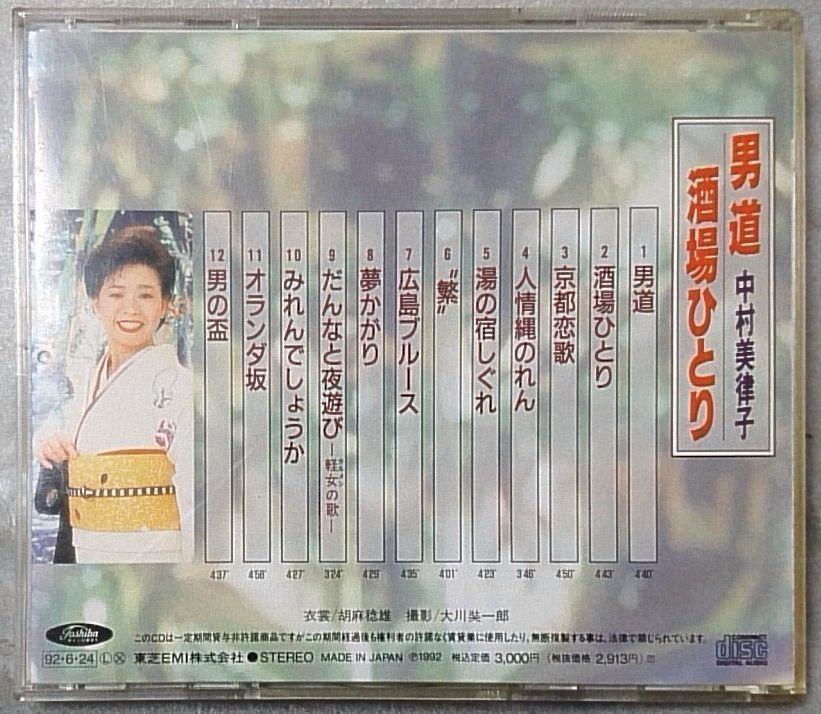 男道
中村美律子
酒場ひとり
1 男道 4'40"
2 酒場ひとり 4'43"
3 京都恋歌 4'50"
4 人情縄のれん 3'46"
5 湯の宿しぐれ 4'23"
6 “繁” 4'01"
7 広島ブルース 4'35"
8 夢かがり 4'29"
9 だんなと夜遊び—軽女の歌— 3'24"
10 みれんでしょうか 4'27"
11 オランダ坂 4'58"
12 男の盃 4'37"
衣裳/胡麻稔雄 撮影/大川奘一郎
Toshiba
このCDは一定期間貸与非許諾商品ですがこの期間経過後も権利者の許諾なく賃貸業に使用したり、無断複製する事は、法律で禁じられています。
92・6・24 Ⓛ Ⓧ 東芝EMI株式会社 ● STEREO MADE IN JAPAN ℗1992 税込定価 3,000円 (税抜価格 2,913円)
COMPACT
disc
DIGITAL AUDIO